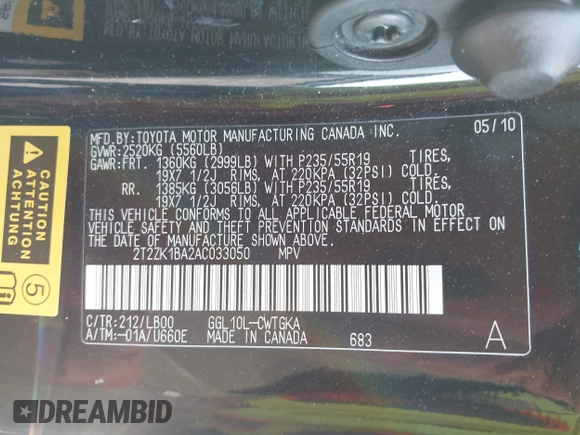 MFD.BY:TOYOTA MOTOR MANUFACTURING CANADA INC. 05/10
GVWR:2520KG (5560LB)
GAWR:FRT. 1360KG (2999LB) WITH P235/55R19 TIRES,
19X7 1/2J RIMS, AT 220KPA (32PSI) COLD.
RR. 1385KG (3056LB) WITH P235/55R19 TIRES,
19X7 1/2J RIMS, AT 220KPA (32PSI) COLD.
THIS VEHICLE CONFORMS TO ALL APPLICABLE FEDERAL MOTOR
VEHICLE SAFETY AND THEFT PREVENTION STANDARDS IN EFFECT ON
THE DATE OF MANUFACTURE SHOWN ABOVE.
2T2ZK1BA2AC033050 MPV
C/TR:212/LB00 GGL10L-CWTGKA
A/TM:-01A/U660E MADE IN CANADA 683 A
CAUTION
ACHTUNG
ATTENTION
5
DREAMBID